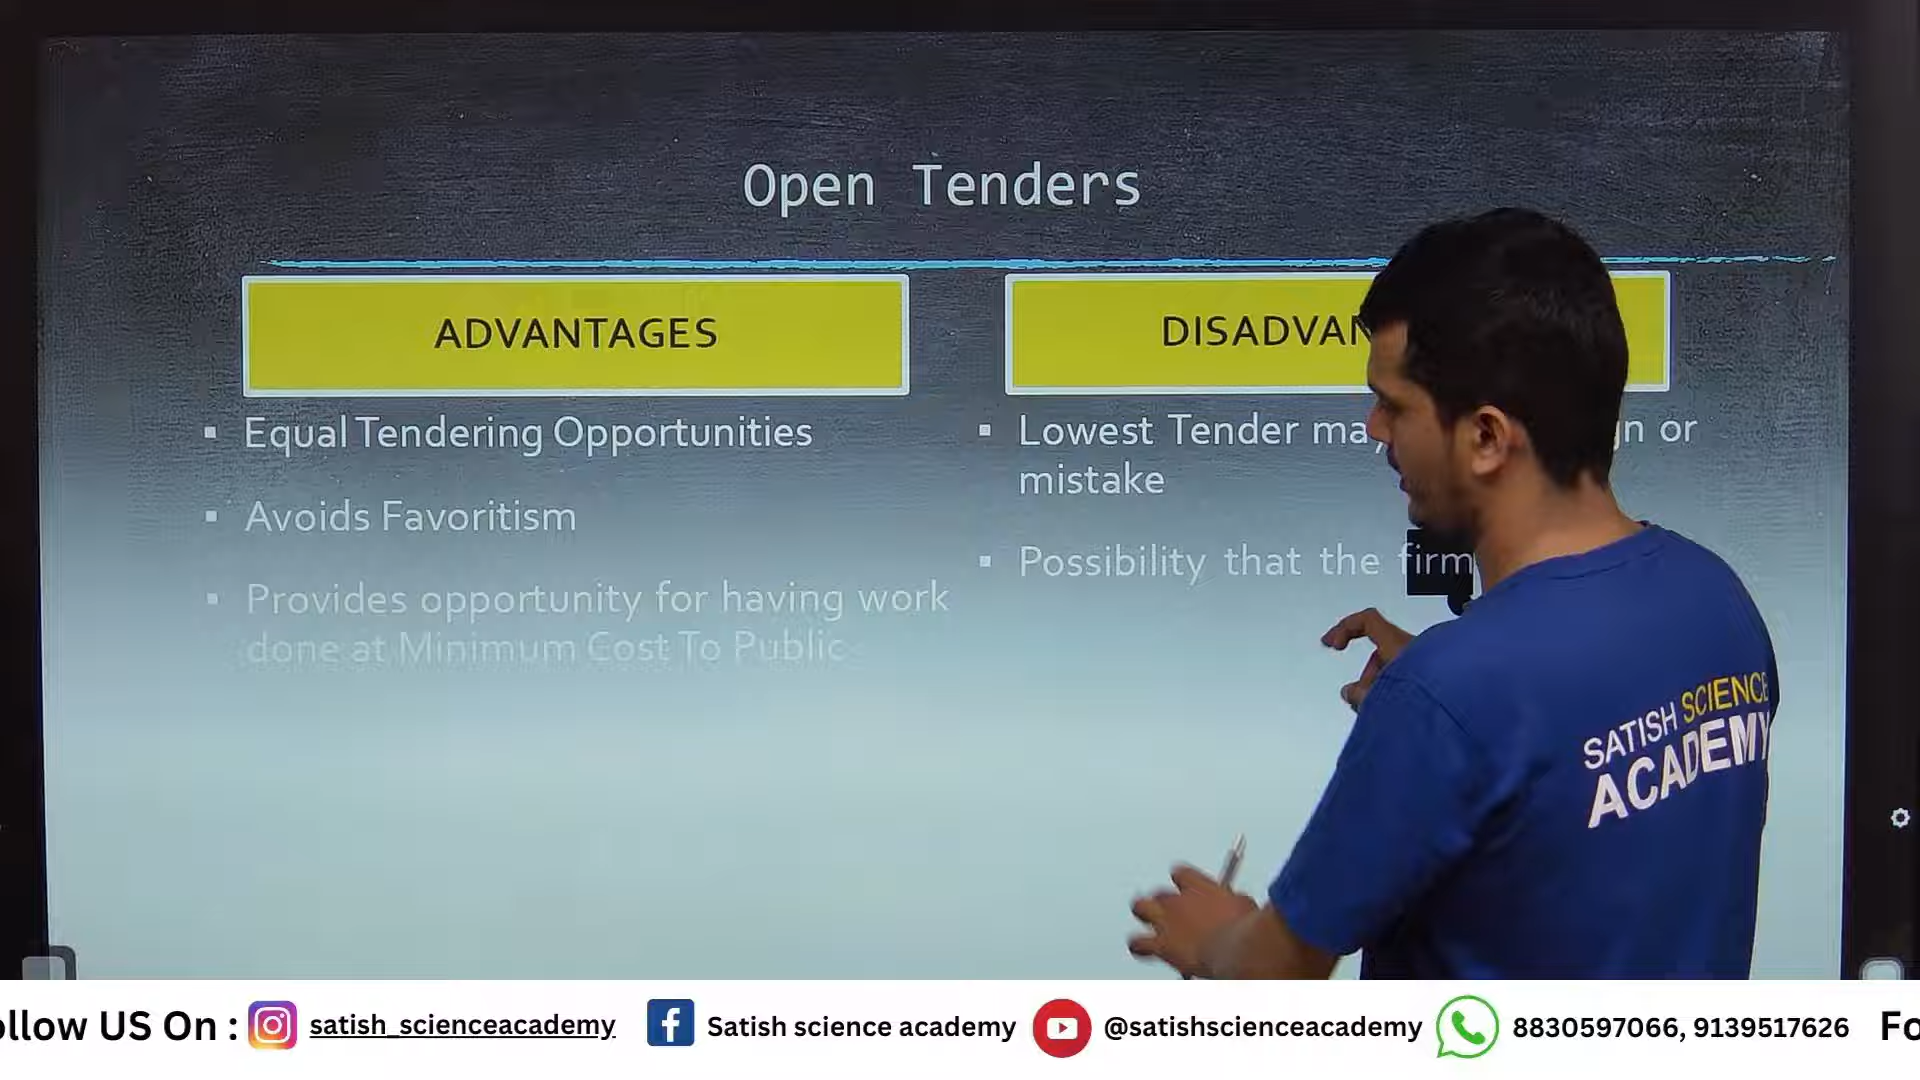 Open Tenders
ADVANTAGES
Equal Tendering Opportunities
Avoids Favoritism
Provides opportunity for having work
done at Minimum Cost To Public
DISADVAN
Lowest Tender may or
mistake
Possibility that the firm
SATISH SCIENCE
ACADEMY
ollow US On :
satish_scienceacademy
Satish science academy
@satishscienceacademy
8830597066, 9139517626
Fo